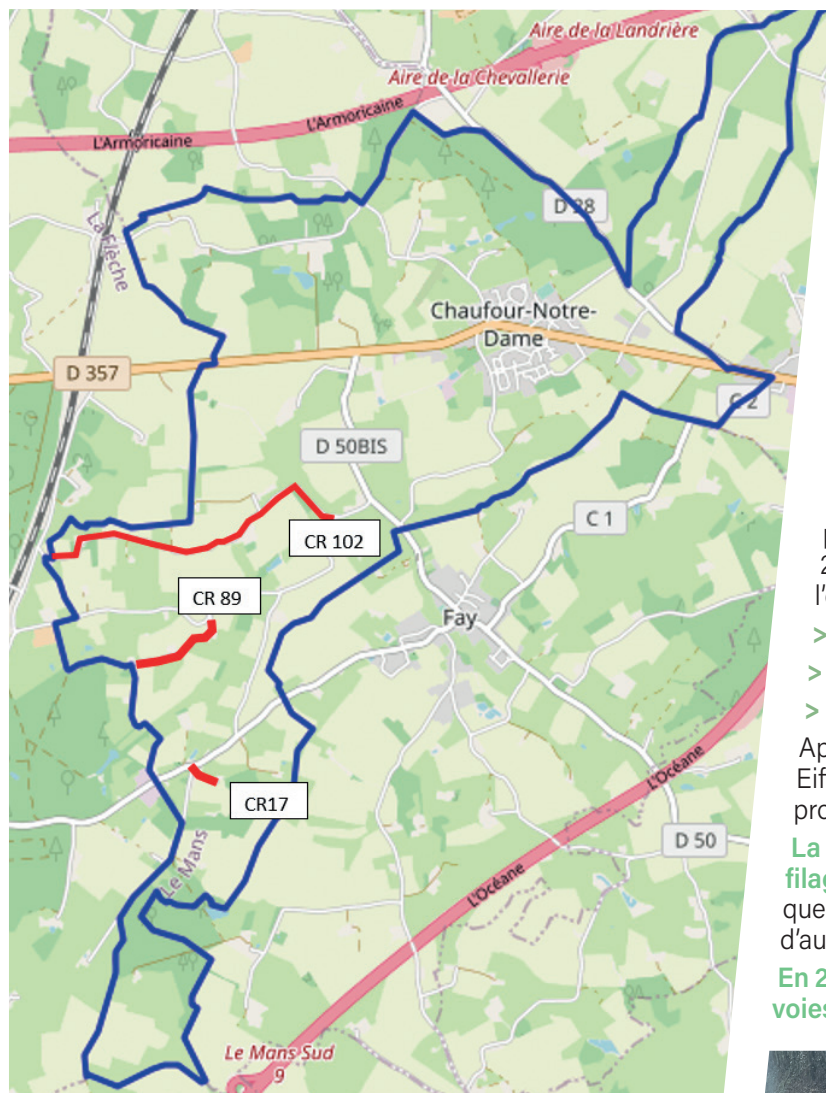 Aire de la Landrière
Aire de la Chevallerie
L'Armoricaine
L'Armoricaine
D 28
La Flèche
Chaufour-Notre-
Dame
D 357
C 2
D 50BIS
C 1
CR 102
CR 89
Fay
CR17
L'Océane
D 50
Le Mans
L'Océane
Le Mans Sud
9
2
l'
>
>
>
Ap
Eif
pro
La
filag
que
d'au
En 2
voies